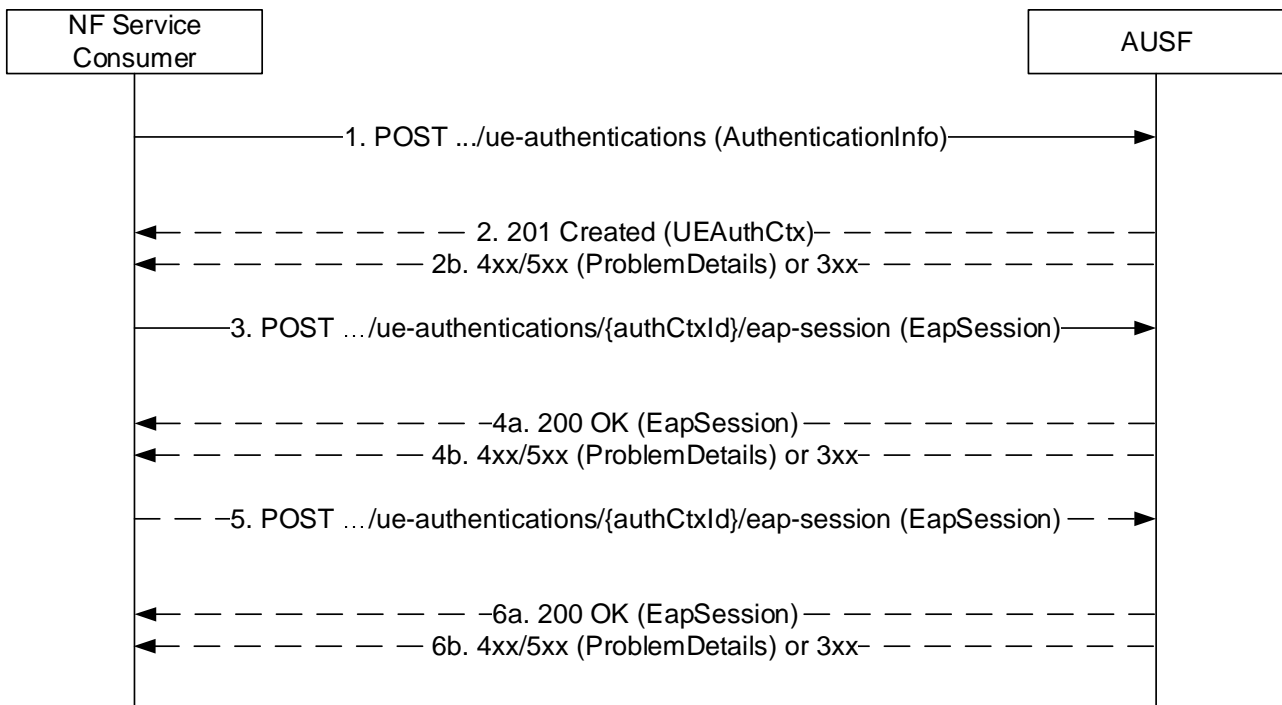 NF Service
Consumer
AUSF
1. POST .../ue-authentications (AuthenticationInfo)
2. 201 Created (UEAuthCtx)
2b. 4xx/5xx (ProblemDetails) or 3xx
3. POST …/ue-authentications/{authCtxId}/eap-session (EapSession)
4a. 200 OK (EapSession)
4b. 4xx/5xx (ProblemDetails) or 3xx
5. POST …/ue-authentications/{authCtxId}/eap-session (EapSession)
6a. 200 OK (EapSession)
6b. 4xx/5xx (ProblemDetails) or 3xx